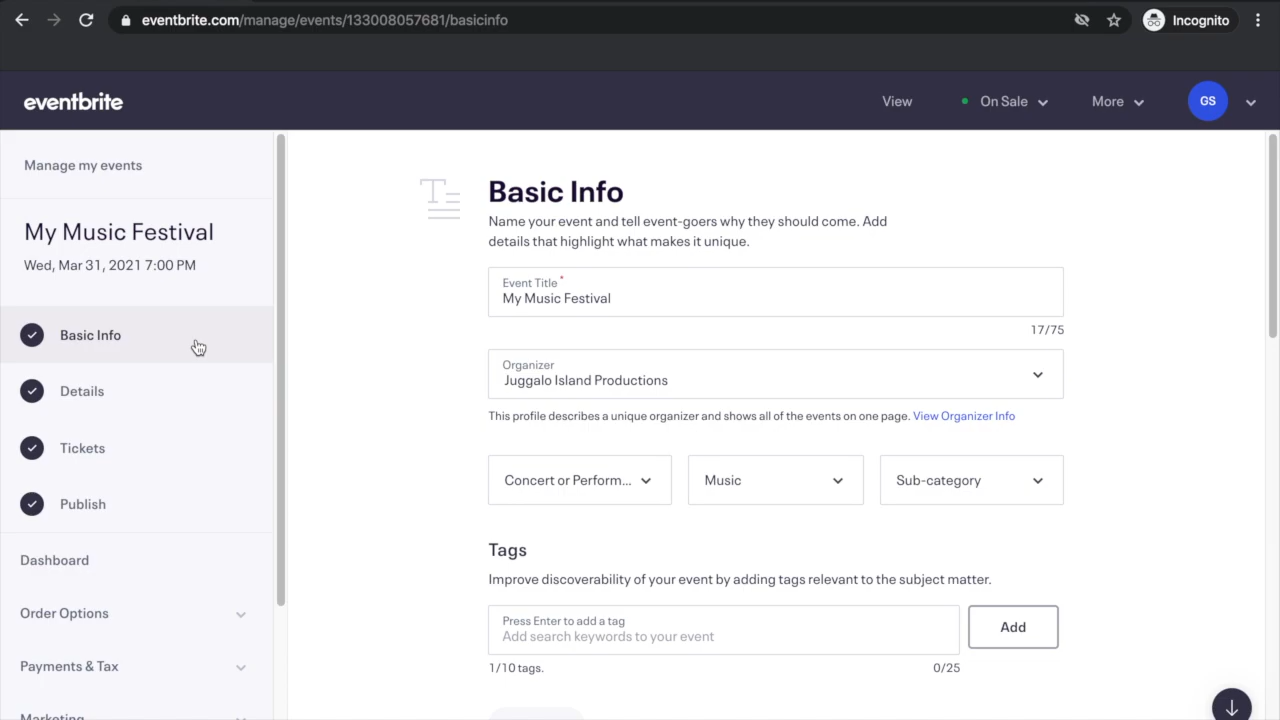 eventbrite.com/manage/events/133008057681/basicinfo
Incognito
eventbrite
View
On Sale
More
GS
Manage my events
My Music Festival
Wed, Mar 31, 2021 7:00 PM
Basic Info
Details
Tickets
Publish
Dashboard
Order Options
Payments & Tax
Marketing
Basic Info
Name your event and tell event-goers why they should come. Add
details that highlight what makes it unique.
Event Title *
My Music Festival
17/75
Organizer
Juggalo Island Productions
This profile describes a unique organizer and shows all of the events on one page. View Organizer Info
Concert or Perform...
Music
Sub-category
Tags
Improve discoverability of your event by adding tags relevant to the subject matter.
Press Enter to add a tag
Add search keywords to your event
Add
1/10 tags.
0/25